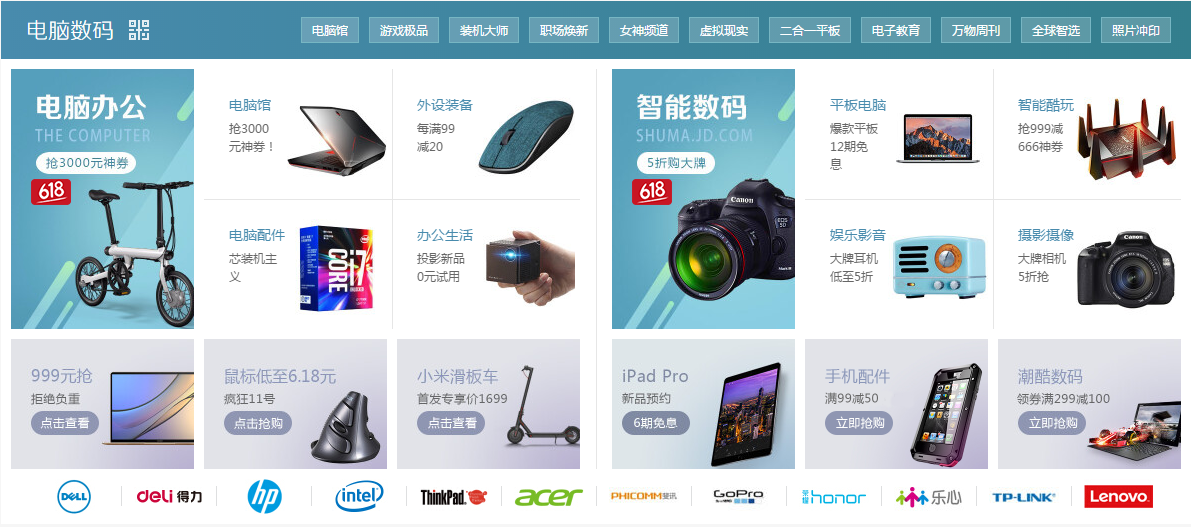 电脑数码
电脑馆
游戏极品
装机大师
职场焕新
女神频道
虚拟现实
二合一平板
电子教育
万物周刊
全球智选
照片冲印
电脑办公
THE COMPUTER
抢3000元神券
618
电脑馆
抢3000
元神券！
外设装备
每满99
减20
电脑配件
芯装机主
义
CORE
i7
办公生活
投影新品
0元试用
智能数码
SHUMA.JD.COM
5折购大牌
618
Canon
EOS
5D
平板电脑
爆款平板
12期免
息
智能酷玩
抢999减
666神券
娱乐影音
大牌耳机
低至5折
摄影摄像
大牌相机
5折抢
Canon
999元抢
拒绝负重
点击查看
鼠标低至6.18元
疯狂11号
点击抢购
小米滑板车
首发专享价1699
点击查看
iPad Pro
新品预约
6期免息
手机配件
满99减50
立即抢购
潮酷数码
领券满299减100
立即抢购
DELL
deli 得力
hp
intel
ThinkPad
acer
PHICOMM 斐讯
GoPro
荣耀 honor
乐心
TP-LINK
Lenovo